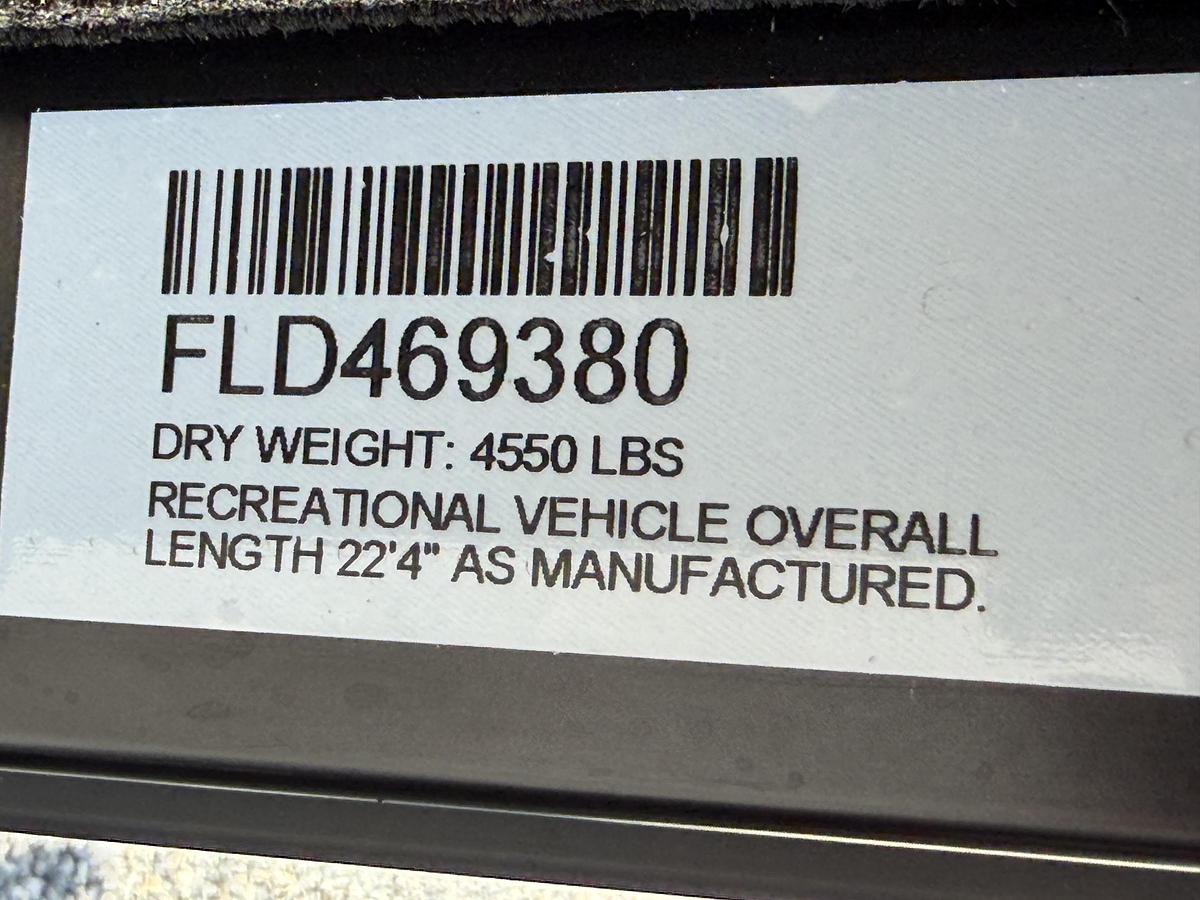 FLD469380
DRY WEIGHT: 4550 LBS
RECREATIONAL VEHICLE OVERALL
LENGTH 22'4" AS MANUFACTURED.